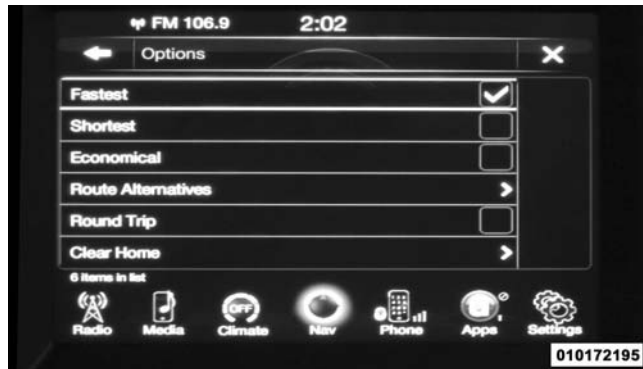 FM 106.9 2:02
Options
Fastest
Shortest
Economical
Route Alternatives
Round Trip
Clear Home
6 items in list
OFF
Radio Media Climate Nav Phone Apps Settings
010172195